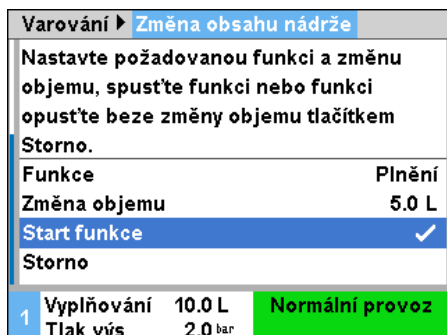 Varování ▶ Změna obsahu nádrže
Nastavte požadovanou funkci a změnu
objemu, spusťte funkci nebo funkci
opusťte beze změny objemu tlačítkem
Storno.
Funkce Plnění
Změna objemu 5.0 L
Start funkce ✓
Storno
1 Vyplňování 10.0 L Normální provoz
Tlak výs 2.0 bar